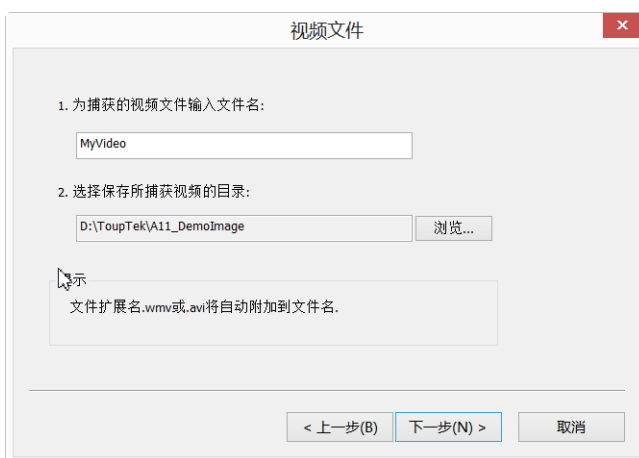 视频文件
1. 为捕获的视频文件输入文件名:
MyVideo
2. 选择保存所捕获视频的目录:
D:\ToupTek\A11_DemoImage
浏览...
示
文件扩展名.wmv或.avi将自动附加到文件名.
< 上一步(B)
下一步(N) >
取消